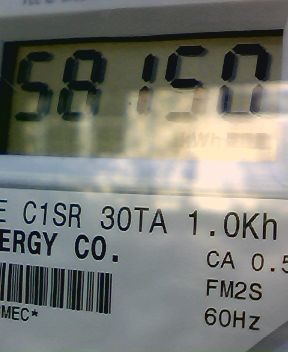 58150
kWh
E C1SR 30TA 1.0Kh
ERGY CO.
CA 0.5
FM2S
MEC*
60Hz